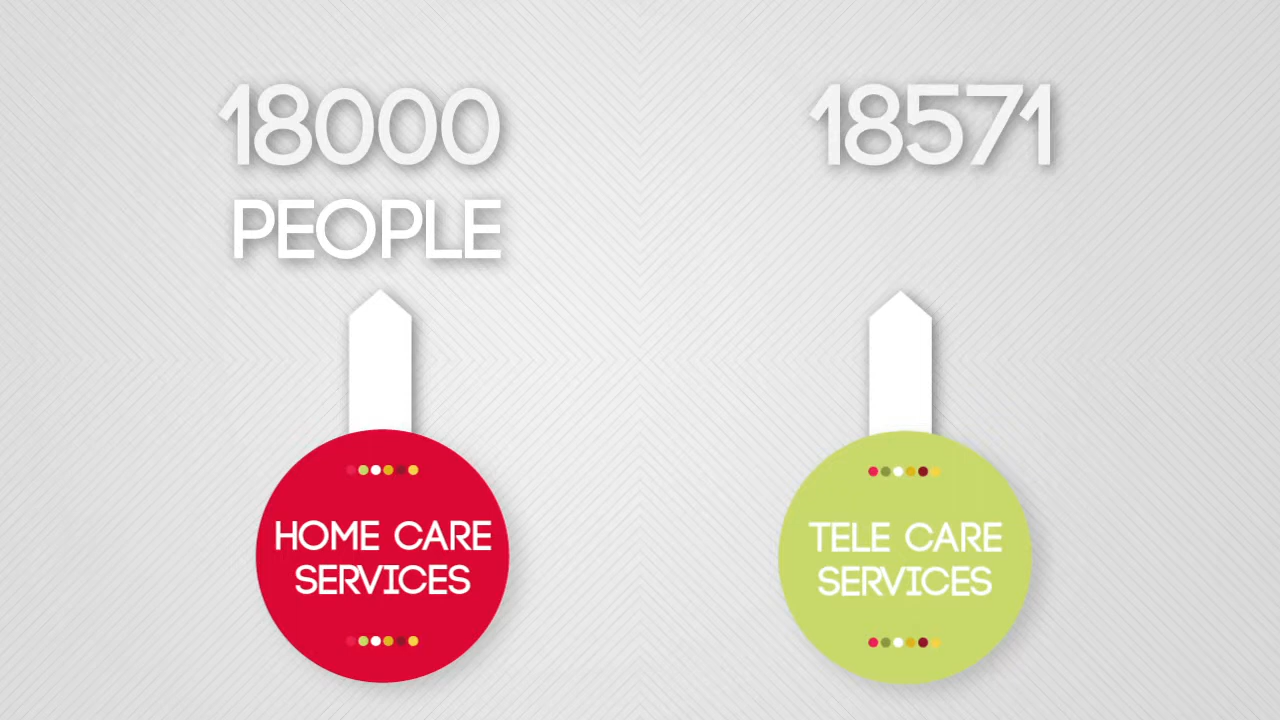 18000
PEOPLE
HOME CARE
SERVICES
18571
TELE CARE
SERVICES